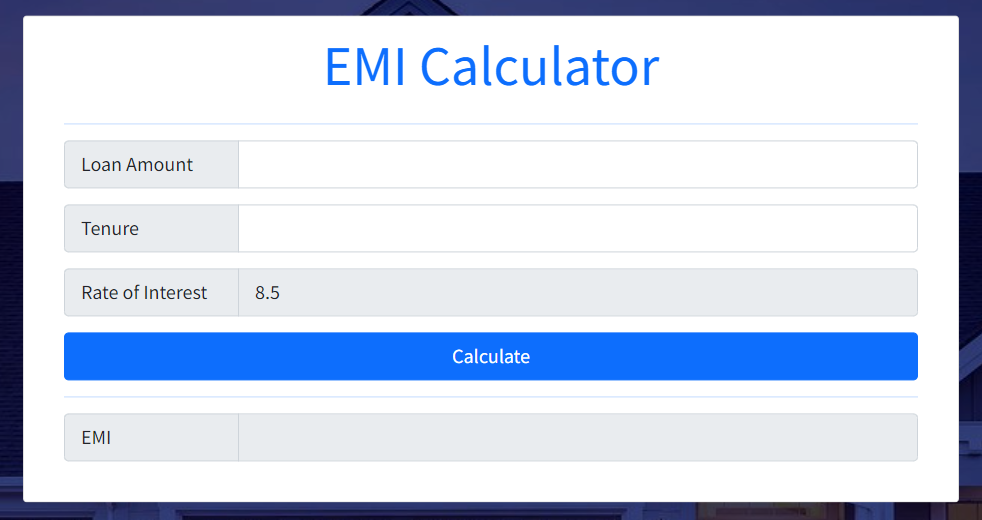 EMI Calculator
Loan Amount
Tenure
Rate of Interest 8.5
Calculate
EMI